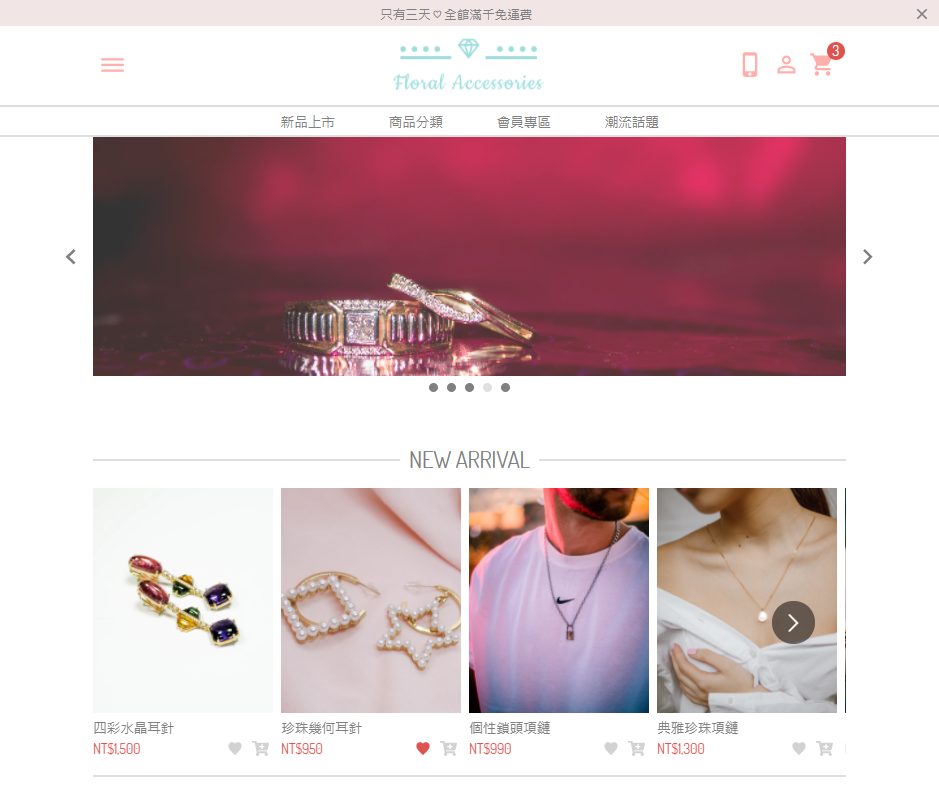 只有三天♡全館滿千免運費
3
Floral Accessories
新品上市 商品分類 會員專區 潮流話題
NEW ARRIVAL
四彩水晶耳針 珍珠幾何耳針 個性鎖頭項鏈 典雅珍珠項鏈
NT$1,500 NT$950 NT$990 NT$1,300